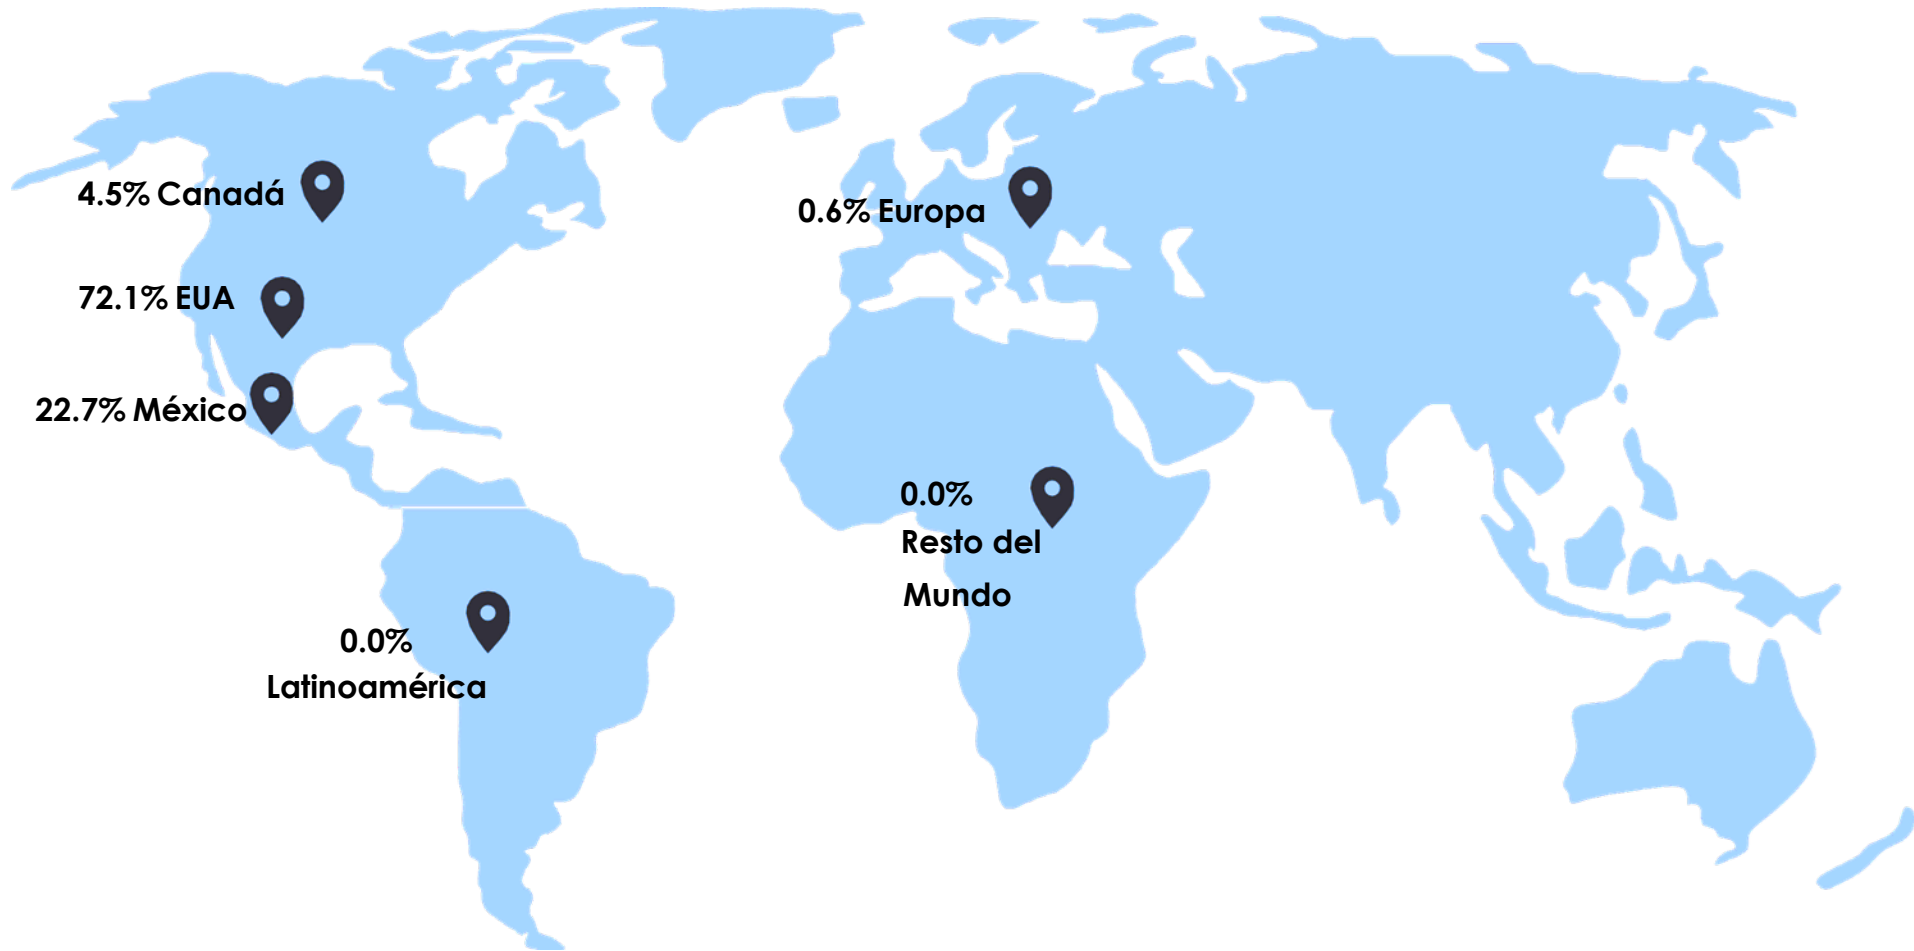 4.5% Canadá
0.6% Europa
72.1% EUA
22.7% México
0.0%
Resto del
Mundo
0.0%
Latinoamérica